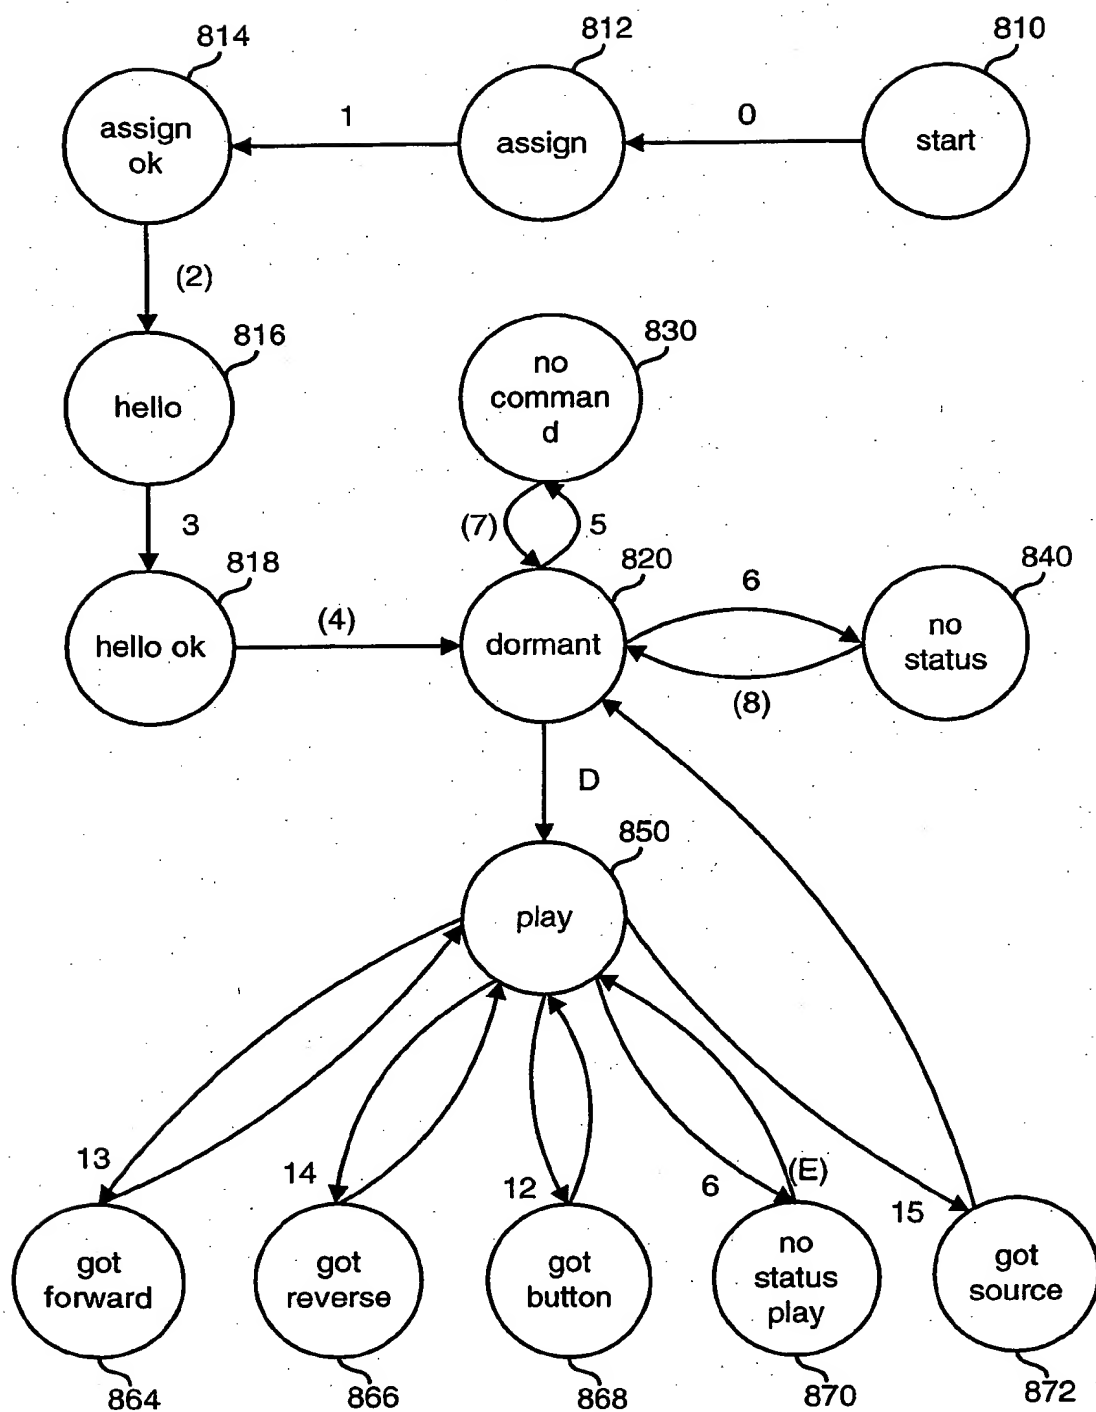 814
812
810
assign
ok
1
assign
0
start
(2)
816
830
hello
no
comman
d
3
(7)
5
818
820
840
hello ok
(4)
dormant
6
no
status
(8)
D
850
play
13
14
12
6
(E)
15
got
forward
got
reverse
got
button
no
status
play
got
source
864
866
868
870
872